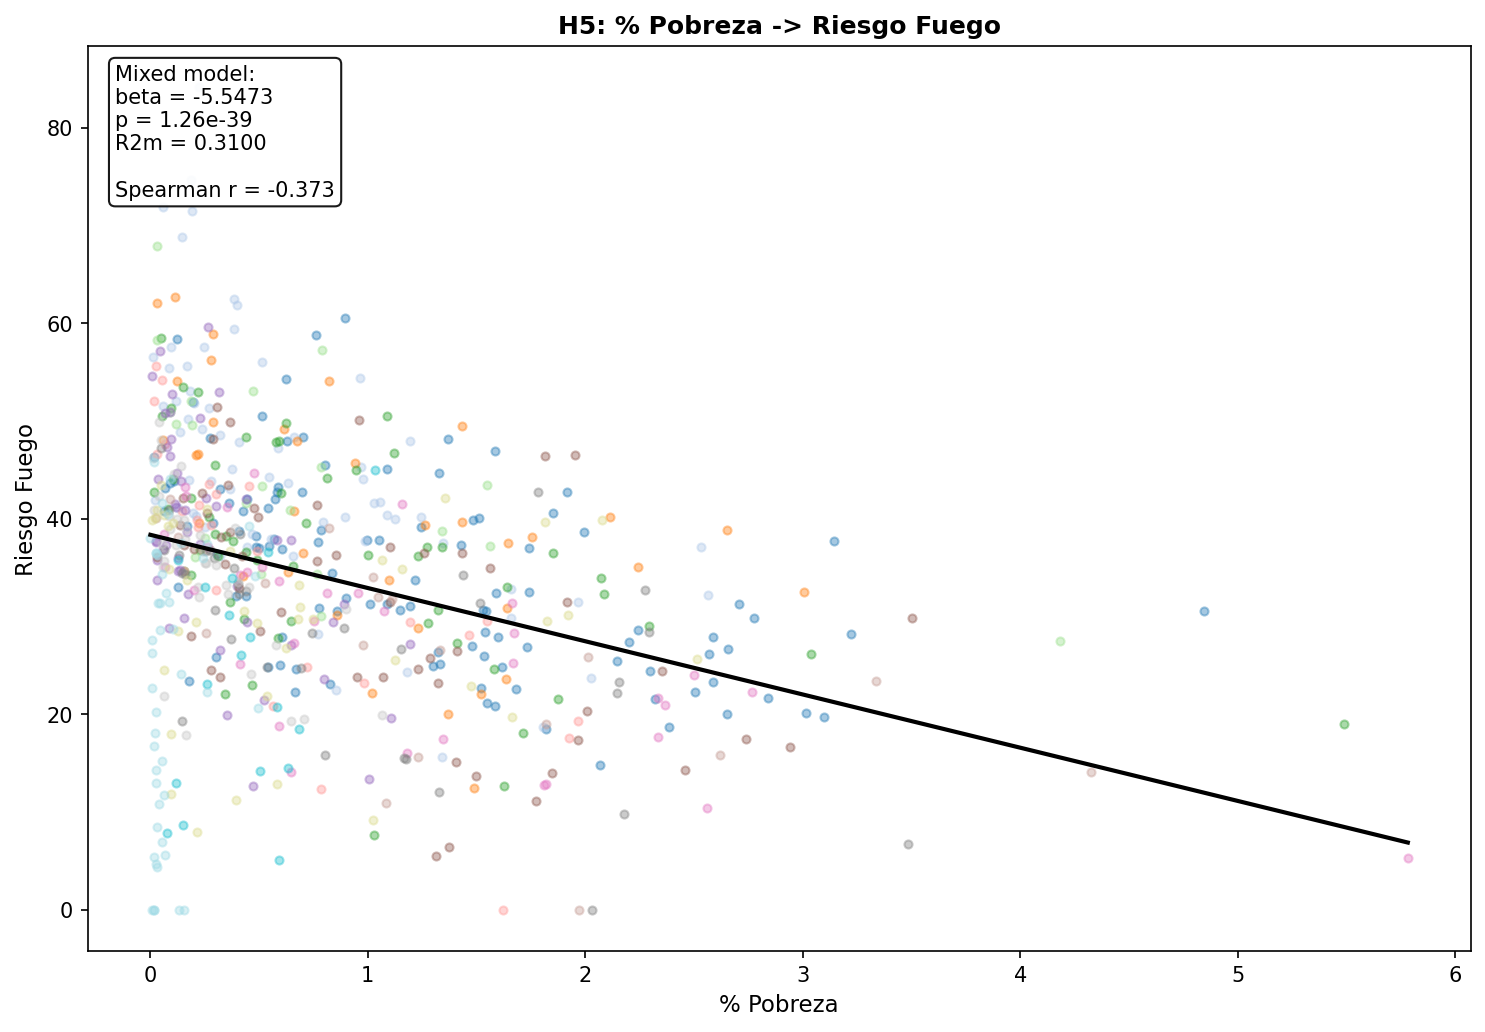 H5: % Pobreza -> Riesgo Fuego
Mixed model:
beta = -5.5473
p = 1.26e-39
R2m = 0.3100
Spearman r = -0.373
Riesgo Fuego
80
60
40
20
0
0 1 2 3 4 5 6
% Pobreza